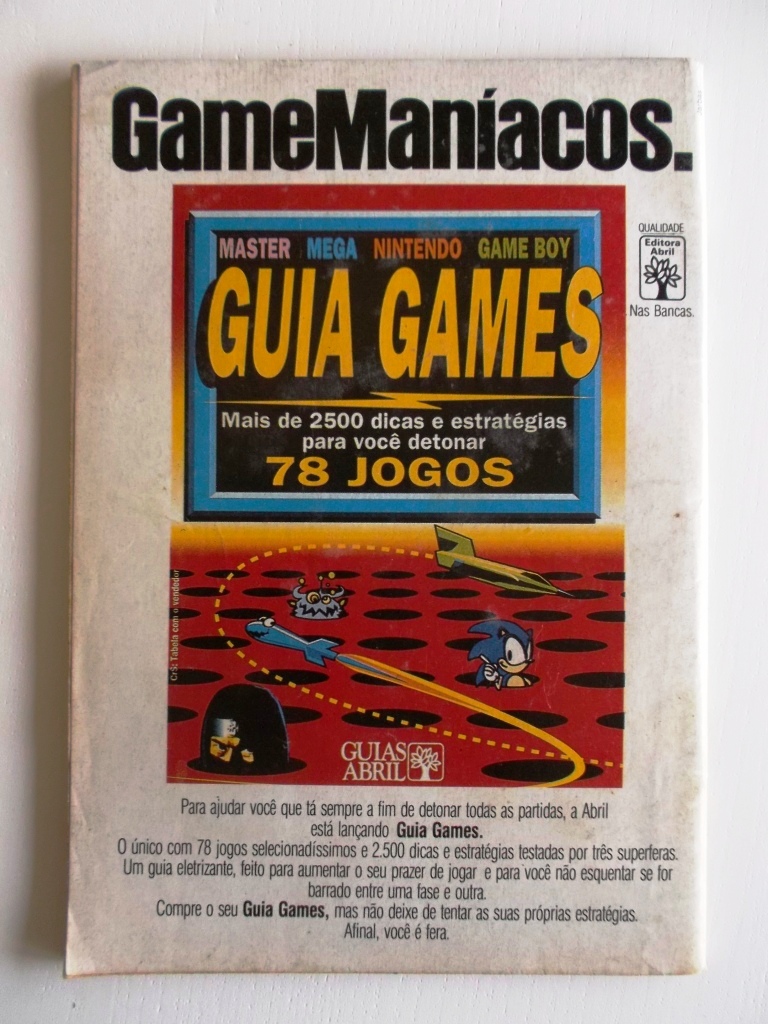 GameManíacos.
QUALIDADE
Editora
Abril
Nas Bancas.
MASTER MEGA NINTENDO GAME BOY
GUIA GAMES
Mais de 2500 dicas e estratégias
para você detonar
78 JOGOS
Cr$: Tabela com o vendedor
GUIAS
ABRIL
Para ajudar você que tá sempre a fim de detonar todas as partidas, a Abril
está lançando Guia Games.
O único com 78 jogos selecionadíssimos e 2.500 dicas e estratégias testadas por três superferas.
Um guia eletrizante, feito para aumentar o seu prazer de jogar e para você não esquentar se for
barrado entre uma fase e outra.
Compre o seu Guia Games, mas não deixe de tentar as suas próprias estratégias.
Afinal, você é fera.